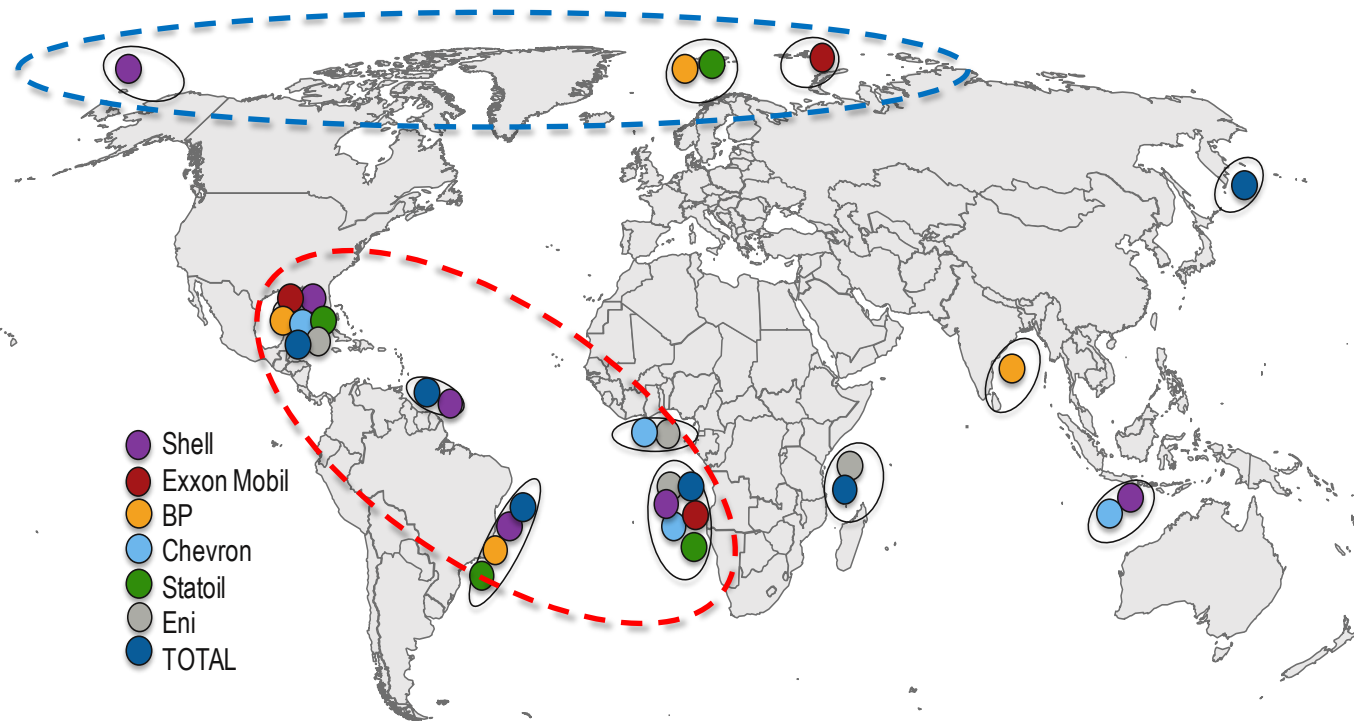 Shell
Exxon Mobil
BP
Chevron
Statoil
Eni
TOTAL